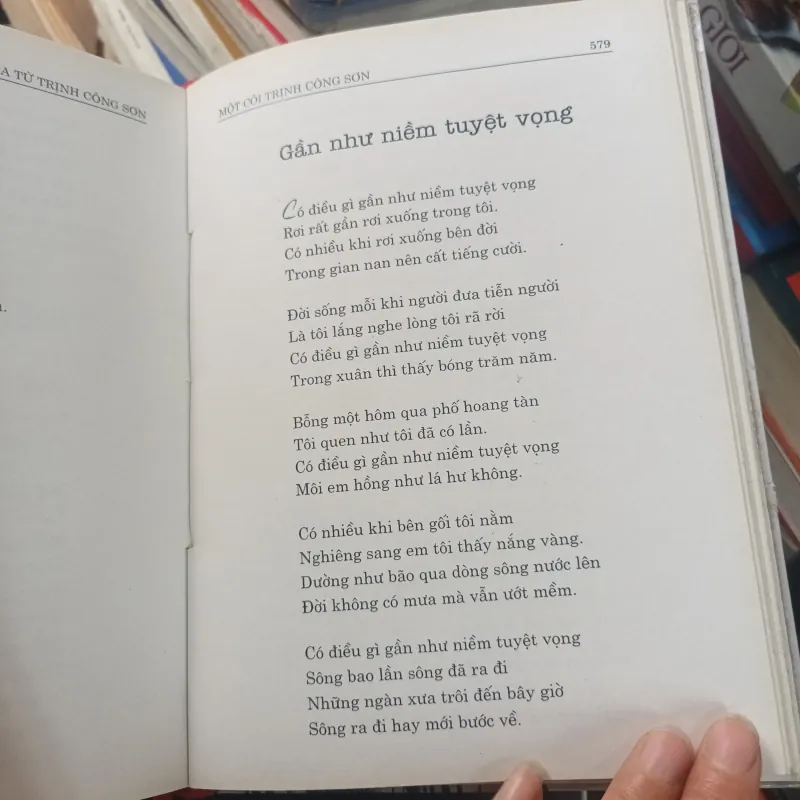 A TỪ TRỊNH CÔNG SƠN
MỘT CÕI TRỊNH CÔNG SƠN
579
Gần như niềm tuyệt vọng
Có điều gì gần như niềm tuyệt vọng
Rơi rất gần rơi xuống trong tôi.
Có nhiều khi rơi xuống bên đời
Trong gian nan nên cất tiếng cười.
Đời sống mỗi khi người đưa tiễn người
Là tôi lắng nghe lòng tôi rã rời
Có điều gì gần như niềm tuyệt vọng
Trong xuân thì thấy bóng trăm năm.
Bỗng một hôm qua phố hoang tàn
Tôi quen như tôi đã có lần.
Có điều gì gần như niềm tuyệt vọng
Môi em hồng như lá hư không.
Có nhiều khi bên gối tôi nằm
Nghiêng sang em tôi thấy nắng vàng.
Dường như bão qua dòng sông nước lên
Đời không có mưa mà vẫn ướt mềm.
Có điều gì gần như niềm tuyệt vọng
Sông bao lần sông đã ra đi
Những ngàn xưa trôi đến bây giờ
Sông ra đi hay mới bước về.
GIỎI